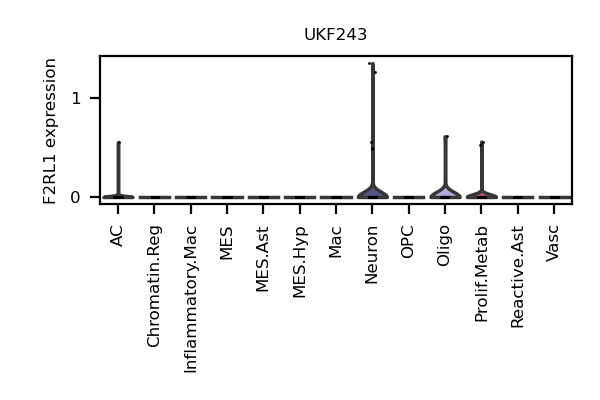 UKF243
F2RL1 expression
1
0
AC
Chromatin.Reg
Inflammatory.Mac
MES
MES.Ast
MES.Hyp
Mac
Neuron
OPC
Oligo
Prolif.Metab
Reactive.Ast
Vasc